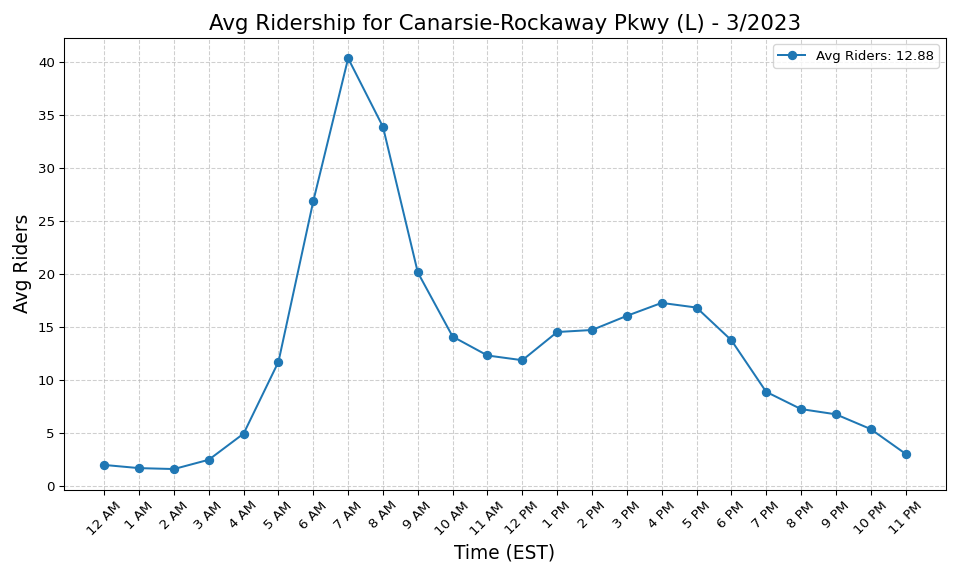 Avg Ridership for Canarsie-Rockaway Pkwy (L) - 3/2023
Avg Riders: 12.88
Avg Riders
40
35
30
25
20
15
10
5
0
12 AM
1 AM
2 AM
3 AM
4 AM
5 AM
6 AM
7 AM
8 AM
9 AM
10 AM
11 AM
12 PM
1 PM
2 PM
3 PM
4 PM
5 PM
6 PM
7 PM
8 PM
9 PM
10 PM
11 PM
Time (EST)